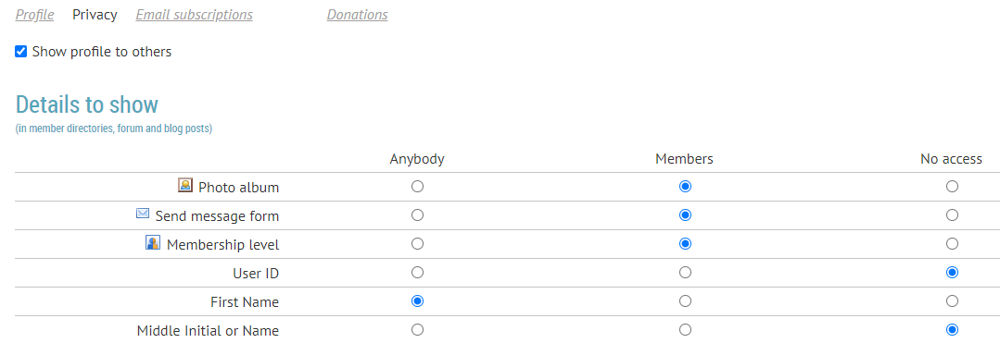 Profile Privacy Email subscriptions Donations
Show profile to others
Details to show
(in member directories, forum and blog posts)
Anybody Members No access
Photo album
Send message form
Membership level
User ID
First Name
Middle Initial or Name